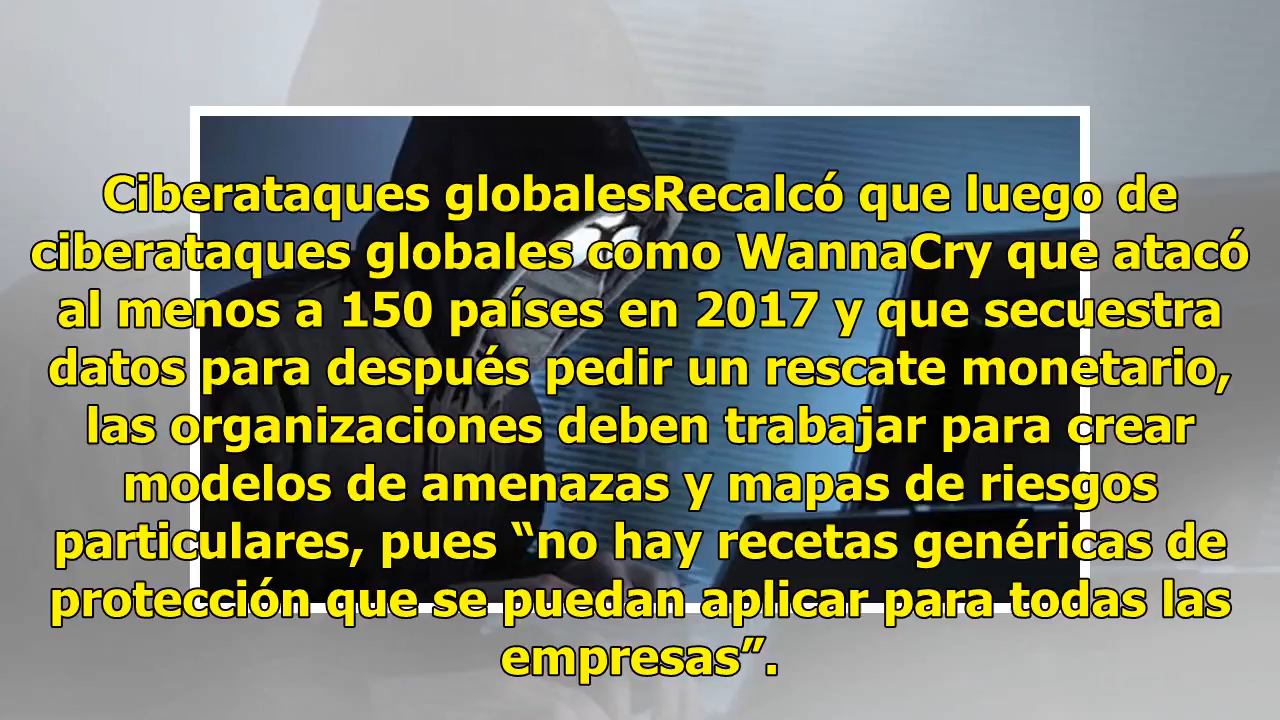 Ciberataques globalesRecalcó que luego de
ciberataques globales como WannaCry que atacó
al menos a 150 países en 2017 y que secuestra
datos para después pedir un rescate monetario,
las organizaciones deben trabajar para crear
modelos de amenazas y mapas de riesgos
particulares, pues “no hay recetas genéricas de
protección que se puedan aplicar para todas las
empresas”.